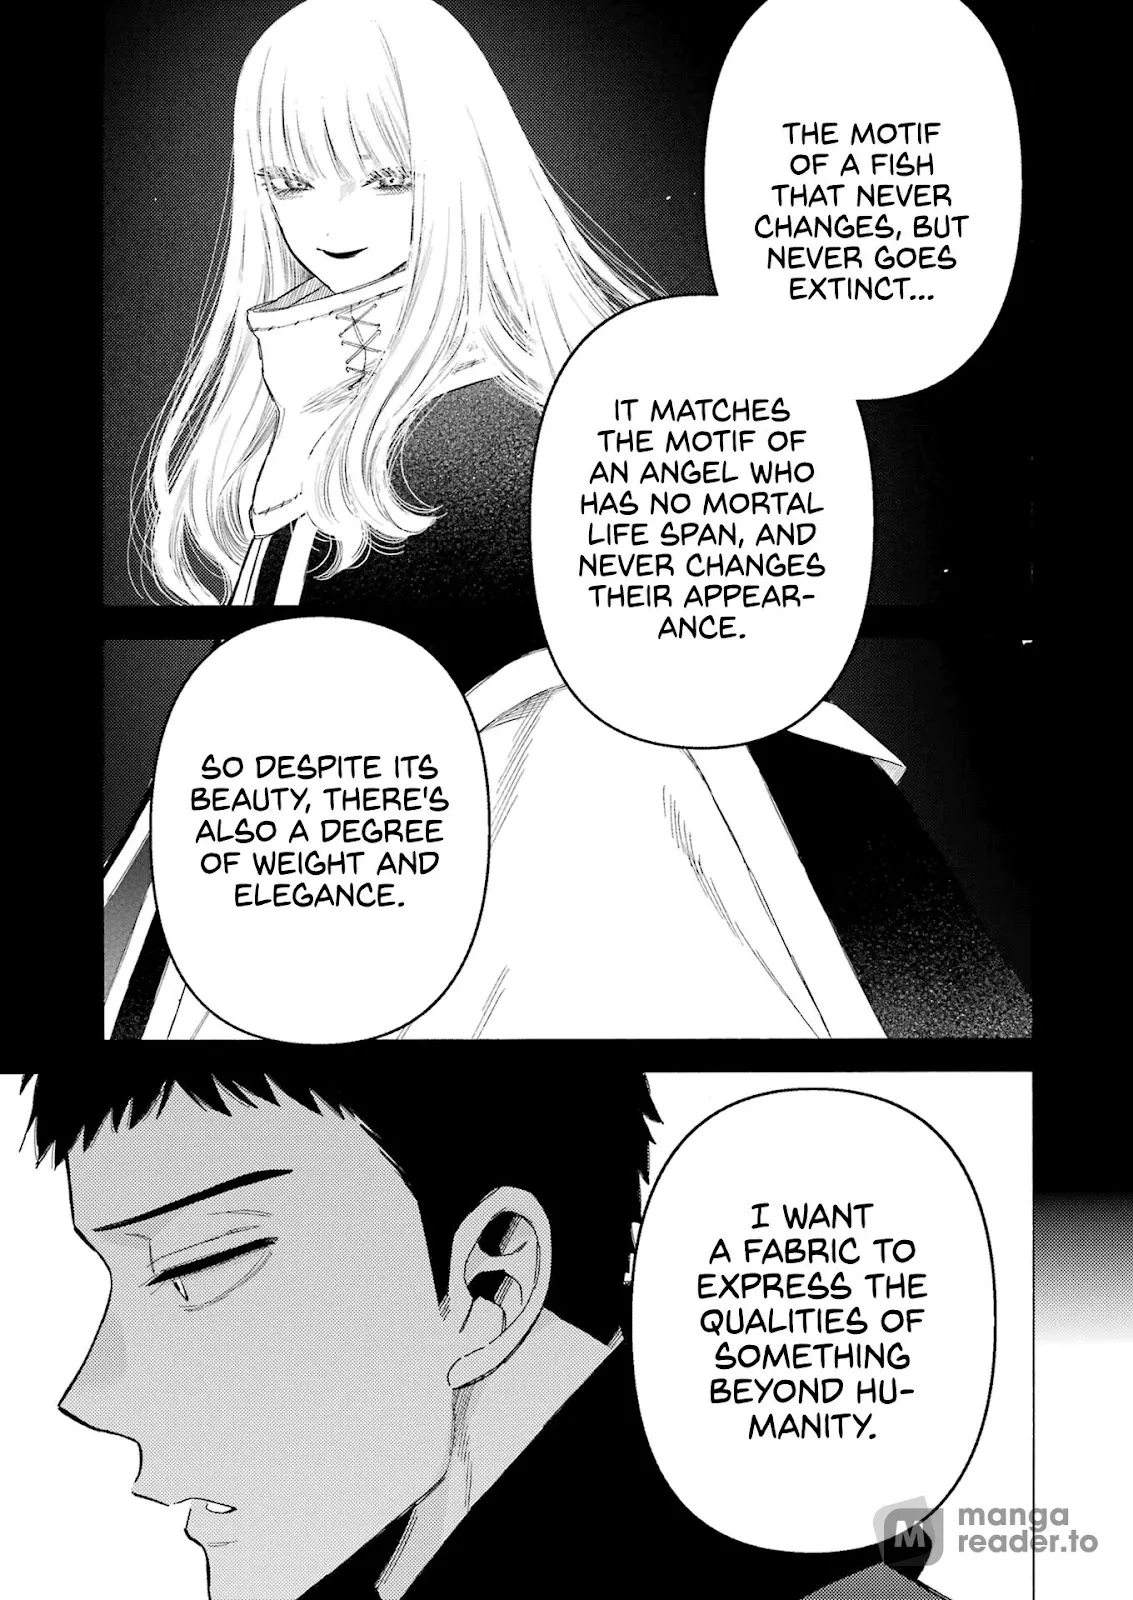 THE MOTIF
OF A FISH
THAT NEVER
CHANGES, BUT
NEVER GOES
EXTINCT...
IT MATCHES
THE MOTIF OF
AN ANGEL WHO
HAS NO MORTAL
LIFE SPAN, AND
NEVER CHANGES
THEIR APPEAR-
ANCE.
SO DESPITE ITS
BEAUTY, THERE'S
ALSO A DEGREE
OF WEIGHT AND
ELEGANCE.
I WANT
A FABRIC TO
EXPRESS THE
QUALITIES OF
SOMETHING
BEYOND HU-
MANITY.
M
manga
reader.to